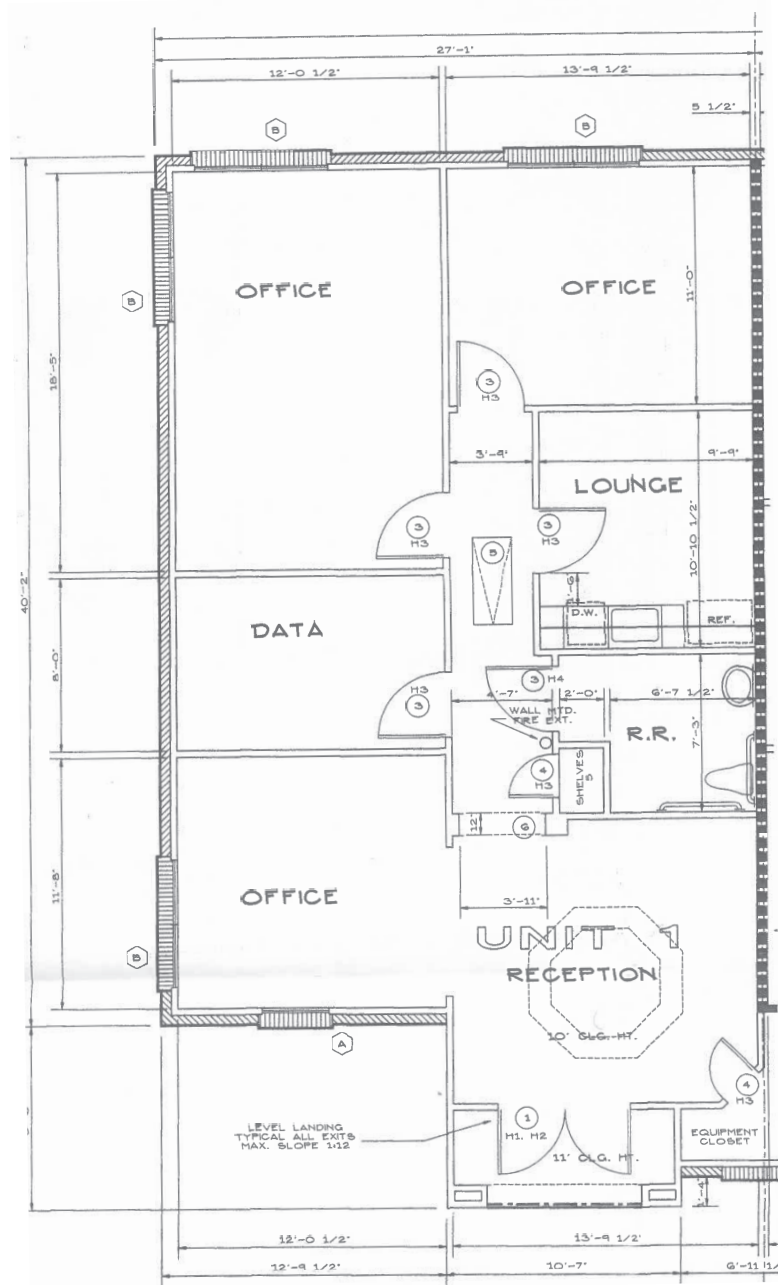 27'-1"
12'-0 1/2"
13'-9 1/2"
5 1/2"
B
B
OFFICE
OFFICE
11'-0"
B
18'-5"
3
H3
3'-9"
9'-9"
LOUNGE
3
H3
3
H3
10'-10 1/2"
5
40'-2"
D.W.
REF.
DATA
8'-0"
H3
3
3
H4
4'-7"
2'-0"
6'-7 1/2"
WALL MTD.
FIRE EXT.
R.R.
7'-3"
4
H3
SHELVES
5
12"
6
11'-8"
OFFICE
3'-11"
UNIT 1
B
RECEPTION
10' CLG. HT.
A
4
H3
LEVEL LANDING
TYPICAL ALL EXITS
MAX. SLOPE 1:12
1
H1. H2
EQUIPMENT
CLOSET
11' CLG. HT.
12'-0 1/2"
13'-9 1/2"
12'-9 1/2"
10'-7"